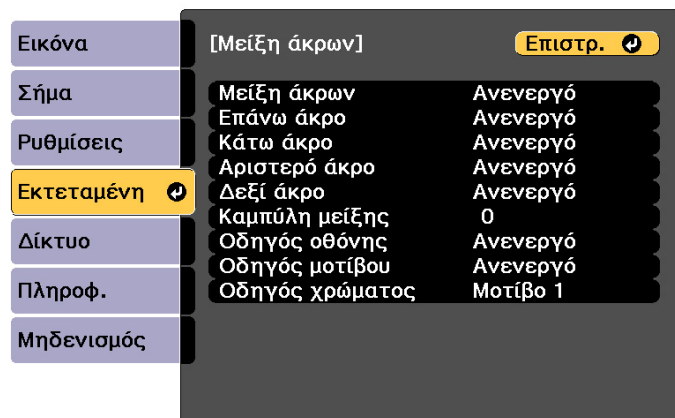 Εικόνα
Σήμα
Ρυθμίσεις
Εκτεταμένη
Δίκτυο
Πληροφ.
Μηδενισμός
[Μείξη άκρων] Επιστρ.
Μείξη άκρων Ανενεργό
Επάνω άκρο Ανενεργό
Κάτω άκρο Ανενεργό
Αριστερό άκρο Ανενεργό
Δεξί άκρο Ανενεργό
Καμπύλη μείξης 0
Οδηγός οθόνης Ανενεργό
Οδηγός μοτίβου Ανενεργό
Οδηγός χρώματος Μοτίβο 1